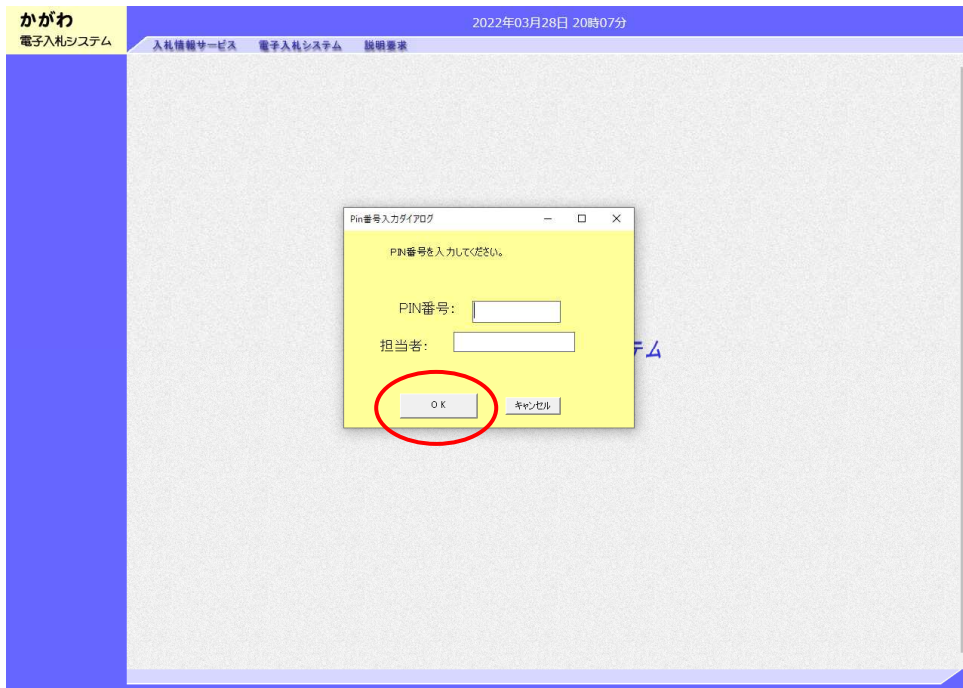 かがわ
電子入札システム
2022年03月28日 20時07分
入札情報サービス 電子入札システム 説明要求
Pin番号入力ダイアログ
PIN番号を入力してください。
PIN番号:
担当者:
テム
OK キャンセル